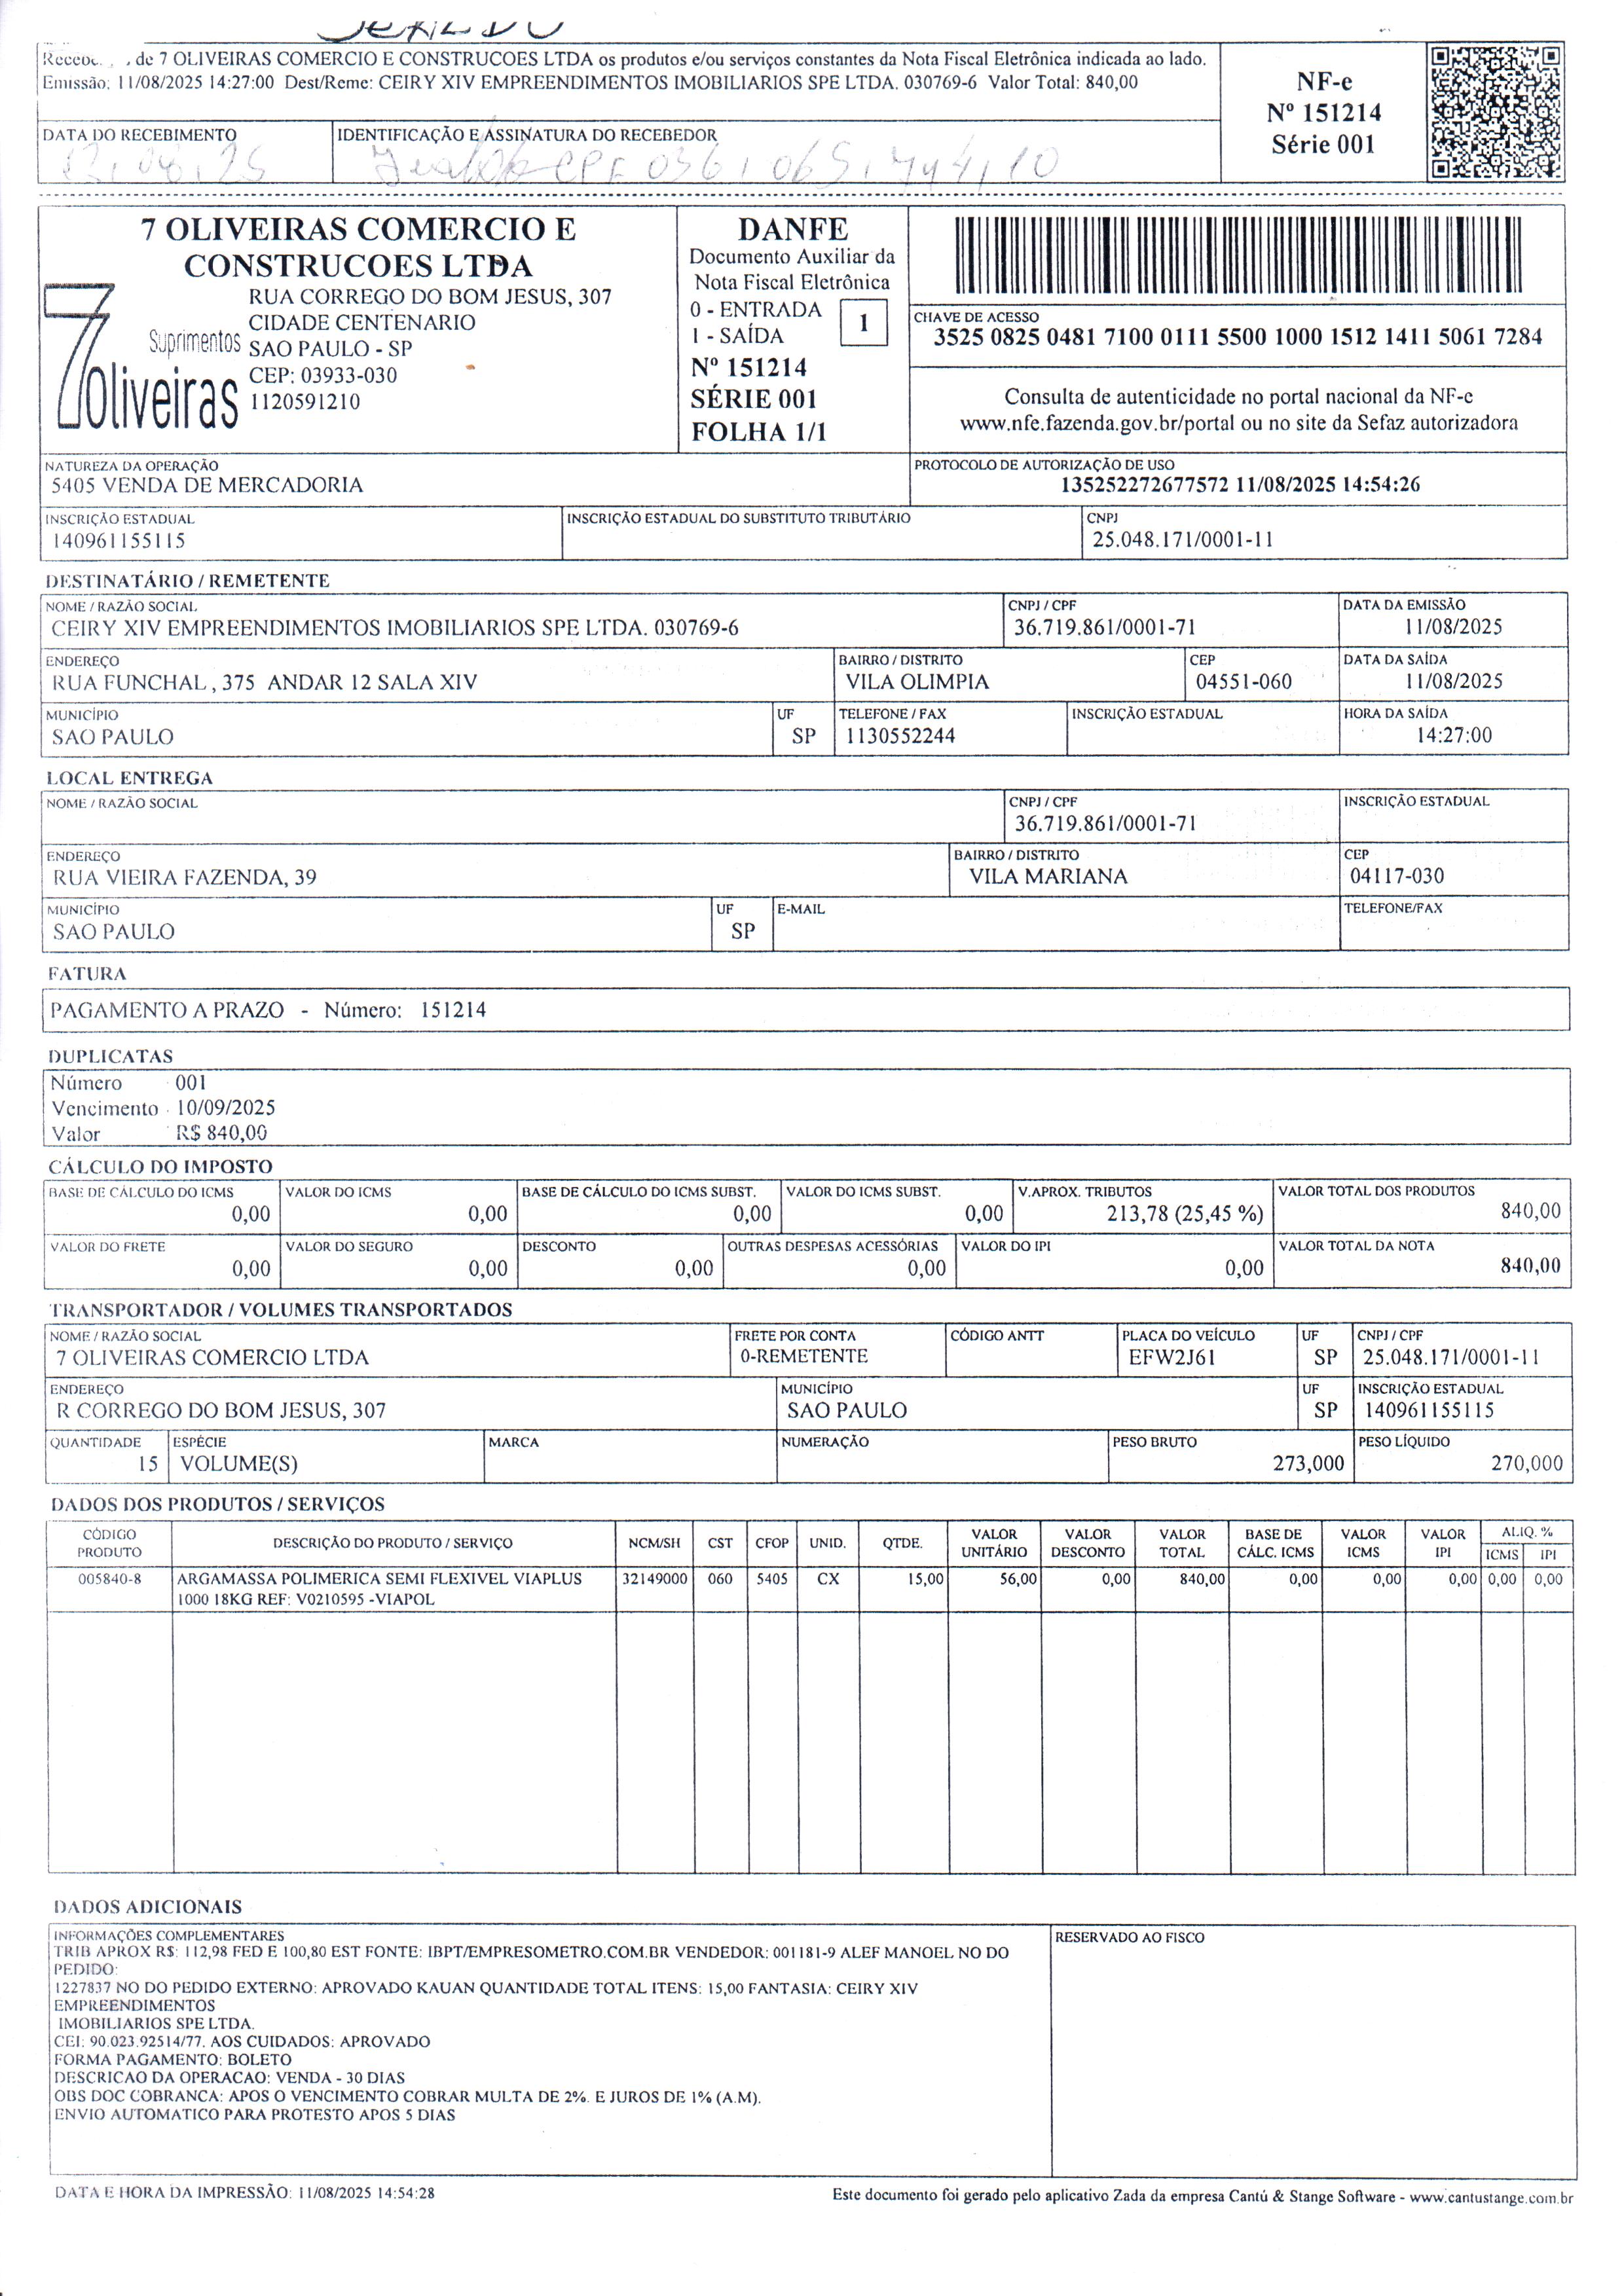 de 7 OLIVEIRAS COMERCIO E CONSTRUCOES LTDA os produtos e/ou serviços constantes da Nota Fiscal Eletrônica indicada ao lado.
Emissão: 11/08/2025 14:27:00 Dest/Reme: CEIRY XIV EMPREENDIMENTOS IMOBILIARIOS SPE LTDA. 030769-6 Valor Total: 840,00
NF-e
Nº 151214
Série 001
DATA DO RECEBIMENTO
IDENTIFICAÇÃO E ASSINATURA DO RECEBEDOR
CPF 036,065,744,10
7 OLIVEIRAS COMERCIO E
CONSTRUCOES LTDA
7 Oliveiras Suprimentos
RUA CORREGO DO BOM JESUS, 307
CIDADE CENTENARIO
SAO PAULO - SP
CEP: 03933-030
1120591210
DANFE
Documento Auxiliar da
Nota Fiscal Eletrônica
0 - ENTRADA
1 - SAÍDA
1
Nº 151214
SÉRIE 001
FOLHA 1/1
CHAVE DE ACESSO
3525 0825 0481 7100 0111 5500 1000 1512 1411 5061 7284
Consulta de autenticidade no portal nacional da NF-e
www.nfe.fazenda.gov.br/portal ou no site da Sefaz autorizadora
NATUREZA DA OPERAÇÃO
5405 VENDA DE MERCADORIA
PROTOCOLO DE AUTORIZAÇÃO DE USO
135252272677572 11/08/2025 14:54:26
INSCRIÇÃO ESTADUAL
140961155115
INSCRIÇÃO ESTADUAL DO SUBSTITUTO TRIBUTÁRIO
CNPJ
25.048.171/0001-11
DESTINATÁRIO / REMETENTE
NOME / RAZÃO SOCIAL
CEIRY XIV EMPREENDIMENTOS IMOBILIARIOS SPE LTDA. 030769-6
CNPJ / CPF
36.719.861/0001-71
DATA DA EMISSÃO
11/08/2025
ENDEREÇO
RUA FUNCHAL , 375 ANDAR 12 SALA XIV
BAIRRO / DISTRITO
VILA OLIMPIA
CEP
04551-060
DATA DA SAÍDA
11/08/2025
MUNICÍPIO
SAO PAULO
UF
SP
TELEFONE / FAX
1130552244
INSCRIÇÃO ESTADUAL
HORA DA SAÍDA
14:27:00
LOCAL ENTREGA
NOME / RAZÃO SOCIAL
CNPJ / CPF
36.719.861/0001-71
INSCRIÇÃO ESTADUAL
ENDEREÇO
RUA VIEIRA FAZENDA, 39
BAIRRO / DISTRITO
VILA MARIANA
CEP
04117-030
MUNICÍPIO
SAO PAULO
UF
SP
E-MAIL
TELEFONE/FAX
FATURA
PAGAMENTO A PRAZO - Número: 151214
DUPLICATAS
Número 001
Vencimento 10/09/2025
Valor R$ 840,00
CÁLCULO DO IMPOSTO
BASE DE CÁLCULO DO ICMS
0,00
VALOR DO ICMS
0,00
BASE DE CÁLCULO DO ICMS SUBST.
0,00
VALOR DO ICMS SUBST.
0,00
V.APROX. TRIBUTOS
213,78 (25,45 %)
VALOR TOTAL DOS PRODUTOS
840,00
VALOR DO FRETE
0,00
VALOR DO SEGURO
0,00
DESCONTO
0,00
OUTRAS DESPESAS ACESSÓRIAS
0,00
VALOR DO IPI
0,00
VALOR TOTAL DA NOTA
840,00
TRANSPORTADOR / VOLUMES TRANSPORTADOS
NOME / RAZÃO SOCIAL
7 OLIVEIRAS COMERCIO LTDA
FRETE POR CONTA
0-REMETENTE
CÓDIGO ANTT
PLACA DO VEÍCULO
EFW2J61
UF
SP
CNPJ / CPF
25.048.171/0001-11
ENDEREÇO
R CORREGO DO BOM JESUS, 307
MUNICÍPIO
SAO PAULO
UF
SP
INSCRIÇÃO ESTADUAL
140961155115
QUANTIDADE
15
ESPÉCIE
VOLUME(S)
MARCA
NUMERAÇÃO
PESO BRUTO
273,000
PESO LÍQUIDO
270,000
DADOS DOS PRODUTOS / SERVIÇOS
CÓDIGO PRODUTO DESCRIÇÃO DO PRODUTO / SERVIÇO NCM/SH CST CFOP UNID. QTDE. VALOR UNITÁRIO VALOR DESCONTO VALOR TOTAL BASE DE CÁLC. ICMS VALOR ICMS VALOR IPI ALIQ. % ICMS IPI
005840-8 ARGAMASSA POLIMERICA SEMI FLEXIVEL VIAPLUS 32149000 060 5405 CX 15,00 56,00 0,00 840,00 0,00 0,00 0,00 0,00 0,00
1000 18KG REF: V0210595 -VIAPOL
DADOS ADICIONAIS
INFORMAÇÕES COMPLEMENTARES
TRIB APROX R$: 112,98 FED E 100,80 EST FONTE: IBPT/EMPRESOMETRO.COM.BR VENDEDOR: 001181-9 ALEF MANOEL NO DO
PEDIDO:
1227837 NO DO PEDIDO EXTERNO: APROVADO KAUAN QUANTIDADE TOTAL ITENS: 15,00 FANTASIA: CEIRY XIV
EMPREENDIMENTOS
IMOBILIARIOS SPE LTDA.
CEI: 90.023.92514/77. AOS CUIDADOS: APROVADO
FORMA PAGAMENTO: BOLETO
DESCRICAO DA OPERACAO: VENDA - 30 DIAS
OBS DOC COBRANCA: APOS O VENCIMENTO COBRAR MULTA DE 2%. E JUROS DE 1% (A.M).
ENVIO AUTOMATICO PARA PROTESTO APOS 5 DIAS
RESERVADO AO FISCO
DATA E HORA DA IMPRESSÃO: 11/08/2025 14:54:28
Este documento foi gerado pelo aplicativo Zada da empresa Cantú & Stange Software - www.cantustange.com.br